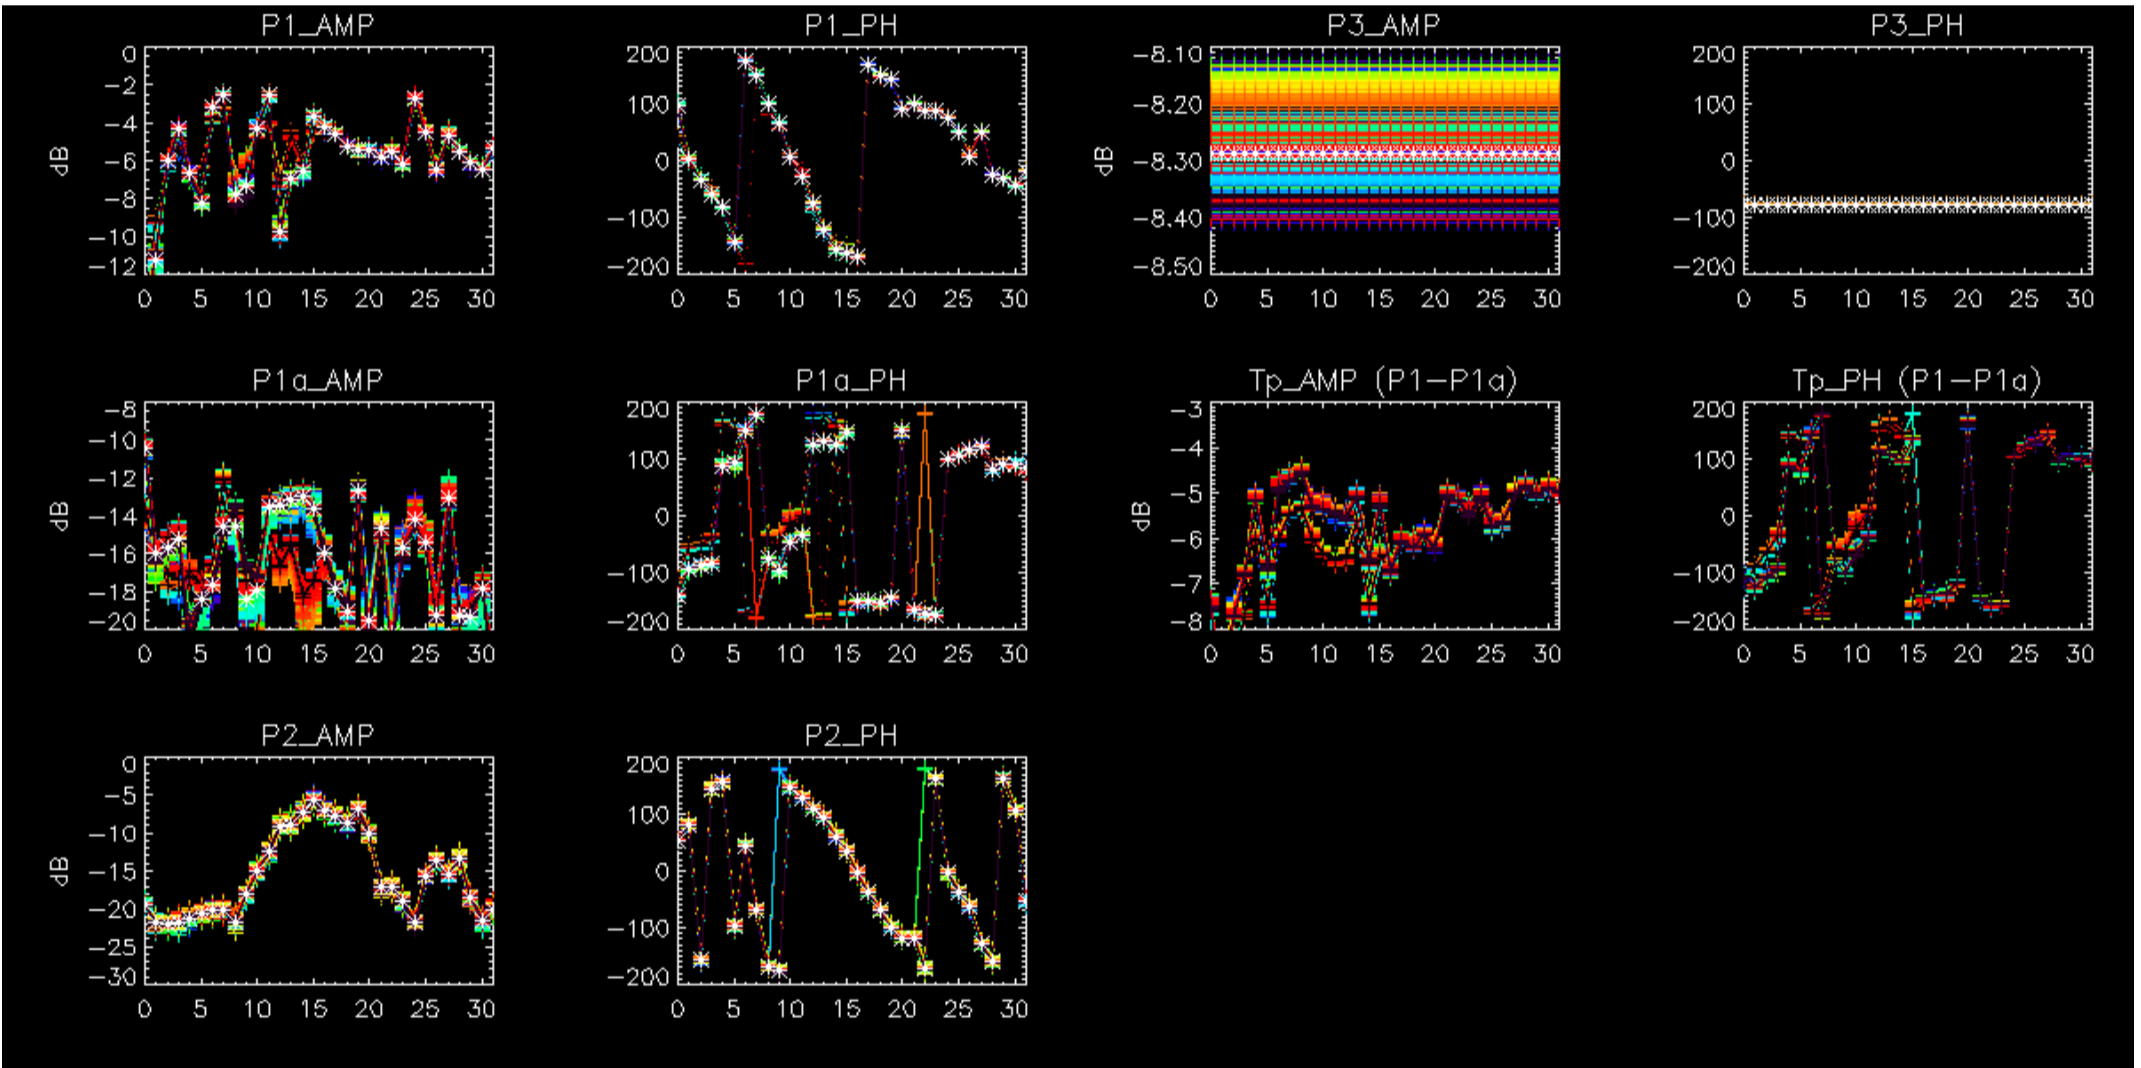 P1_AMP
P1_PH
P3_AMP
P3_PH
0
−2
−4
−6
−8
−10
−12
dB
0 5 10 15 20 25 30
200
100
0
−100
−200
0 5 10 15 20 25 30
−8.10
−8.20
−8.30
−8.40
−8.50
dB
0 5 10 15 20 25 30
200
100
0
−100
−200
0 5 10 15 20 25 30
P1a_AMP
P1a_PH
Tp_AMP (P1−P1a)
Tp_PH (P1−P1a)
−8
−10
−12
−14
−16
−18
−20
dB
0 5 10 15 20 25 30
200
100
0
−100
−200
0 5 10 15 20 25 30
−3
−4
−5
−6
−7
−8
dB
0 5 10 15 20 25 30
200
100
0
−100
−200
0 5 10 15 20 25 30
P2_AMP
P2_PH
0
−5
−10
−15
−20
−25
−30
dB
0 5 10 15 20 25 30
200
100
0
−100
−200
0 5 10 15 20 25 30